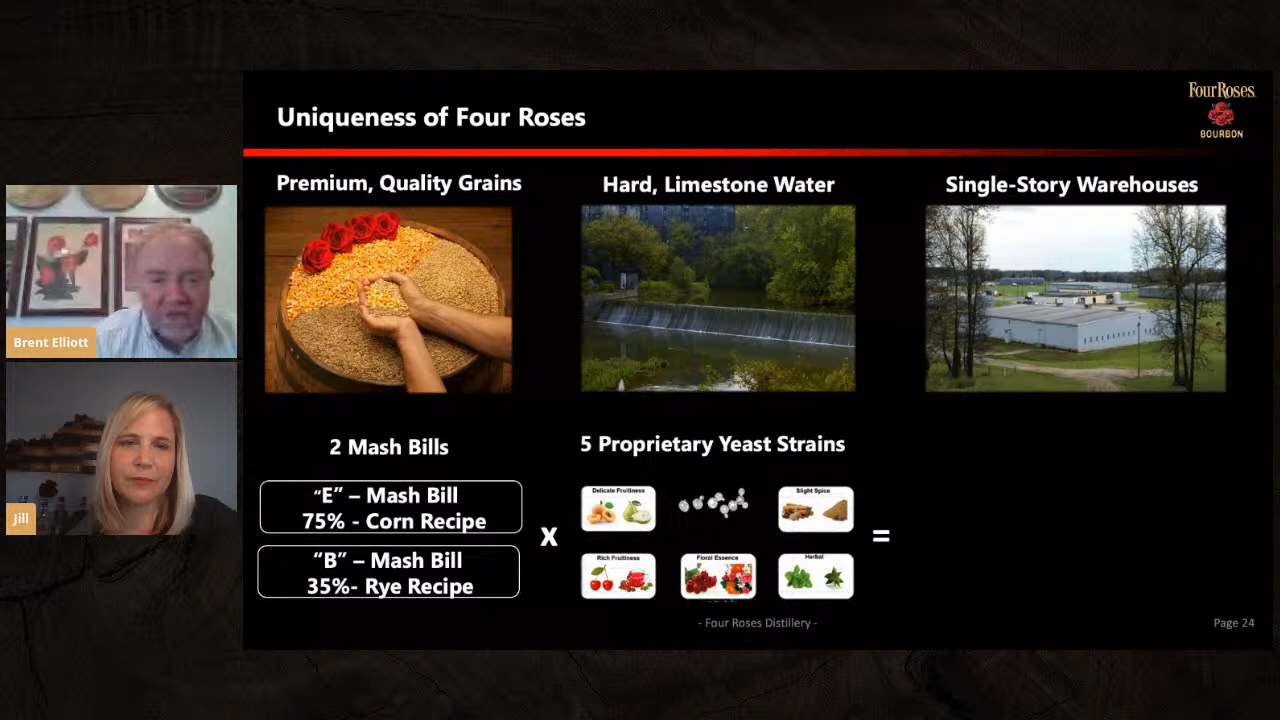 Uniqueness of Four Roses
Four Roses
BOURBON
Premium, Quality Grains
Hard, Limestone Water
Single-Story Warehouses
Brent Elliott
Jill
2 Mash Bills
5 Proprietary Yeast Strains
“E” – Mash Bill
75% - Corn Recipe
“B” – Mash Bill
35%- Rye Recipe
x
Delicate Fruitiness
Slight Spice
Rich Fruitiness
Floral Essence
Herbal
=
- Four Roses Distillery -
Page 24